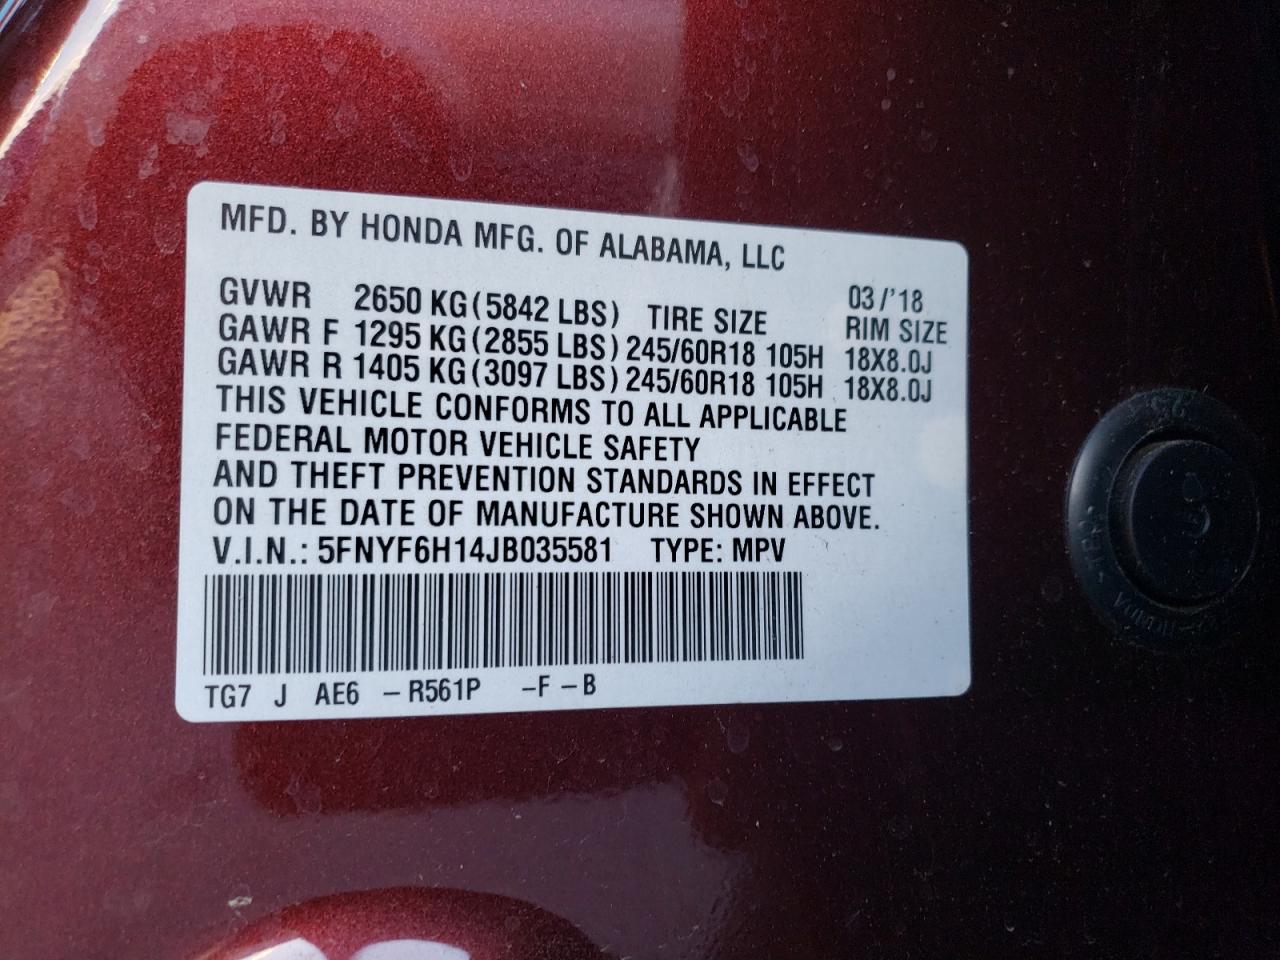 MFD. BY HONDA MFG. OF ALABAMA, LLC
03/'18
GVWR 2650 KG(5842 LBS) TIRE SIZE RIM SIZE
GAWR F 1295 KG(2855 LBS) 245/60R18 105H 18X8.0J
GAWR R 1405 KG(3097 LBS) 245/60R18 105H 18X8.0J
THIS VEHICLE CONFORMS TO ALL APPLICABLE
FEDERAL MOTOR VEHICLE SAFETY
AND THEFT PREVENTION STANDARDS IN EFFECT
ON THE DATE OF MANUFACTURE SHOWN ABOVE.
V.I.N.: 5FNYF6H14JB035581 TYPE: MPV
TG7 J AE6 -R561P -F-B
25
HONDA